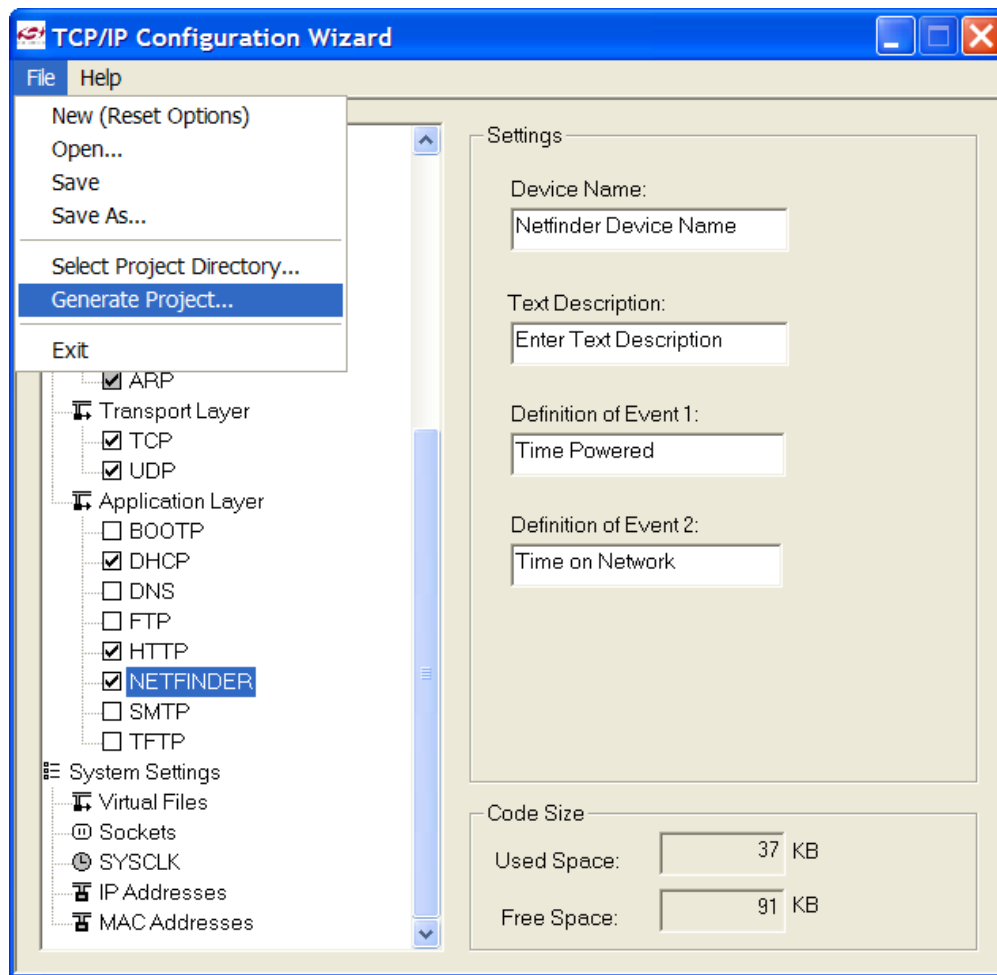 TCP/IP Configuration Wizard
File Help
New (Reset Options)
Open...
Save
Save As...
Select Project Directory...
Generate Project...
Exit
ARP
Transport Layer
TCP
UDP
Application Layer
BOOTP
DHCP
DNS
FTP
HTTP
NETFINDER
SMTP
TFTP
System Settings
Virtual Files
Sockets
SYSCLK
IP Addresses
MAC Addresses
Settings
Device Name:
Netfinder Device Name
Text Description:
Enter Text Description
Definition of Event 1:
Time Powered
Definition of Event 2:
Time on Network
Code Size
Used Space: 37 KB
Free Space: 91 KB